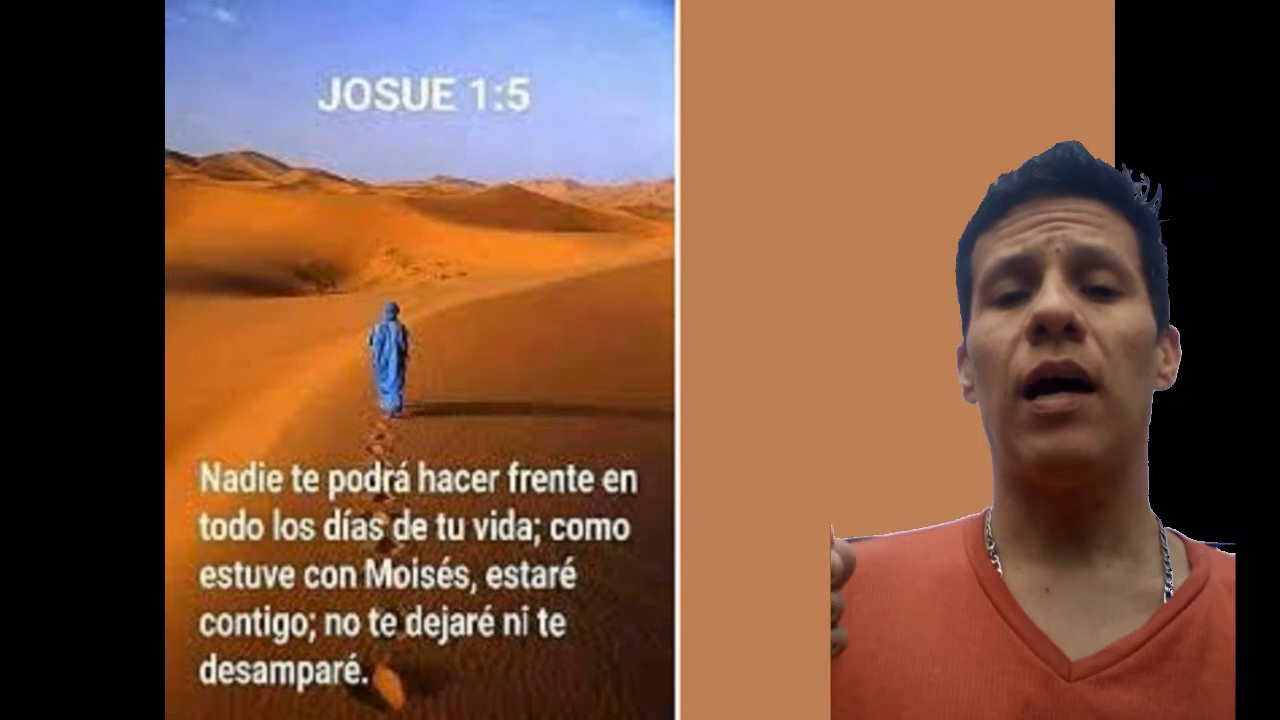 JOSUE 1:5
Nadie te podrá hacer frente en
todo los días de tu vida; como
estuve con Moisés, estaré
contigo; no te dejaré ni te
desamparé.